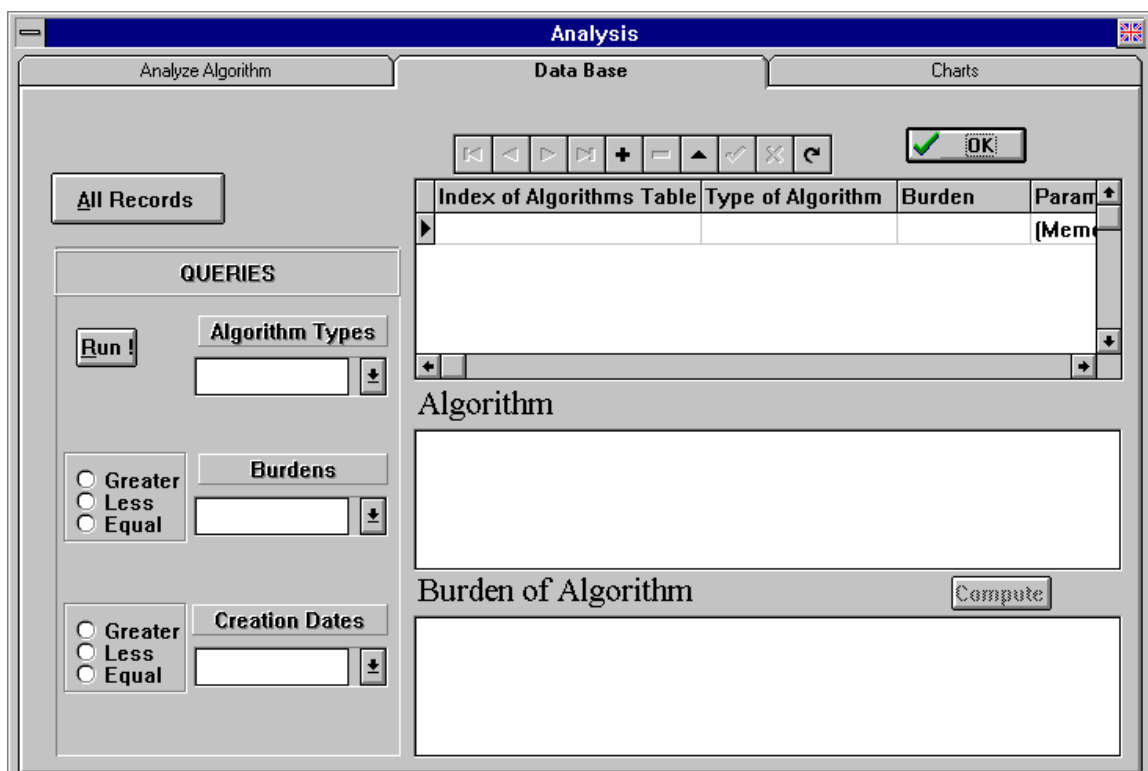 Analysis
Analyze Algorithm
Data Base
Charts
OK
All Records
Index of Algorithms Table Type of Algorithm Burden Param
(Memo
QUERIES
Run !
Algorithm Types
Burdens
Greater
Less
Equal
Creation Dates
Greater
Less
Equal
Algorithm
Burden of Algorithm
Compute